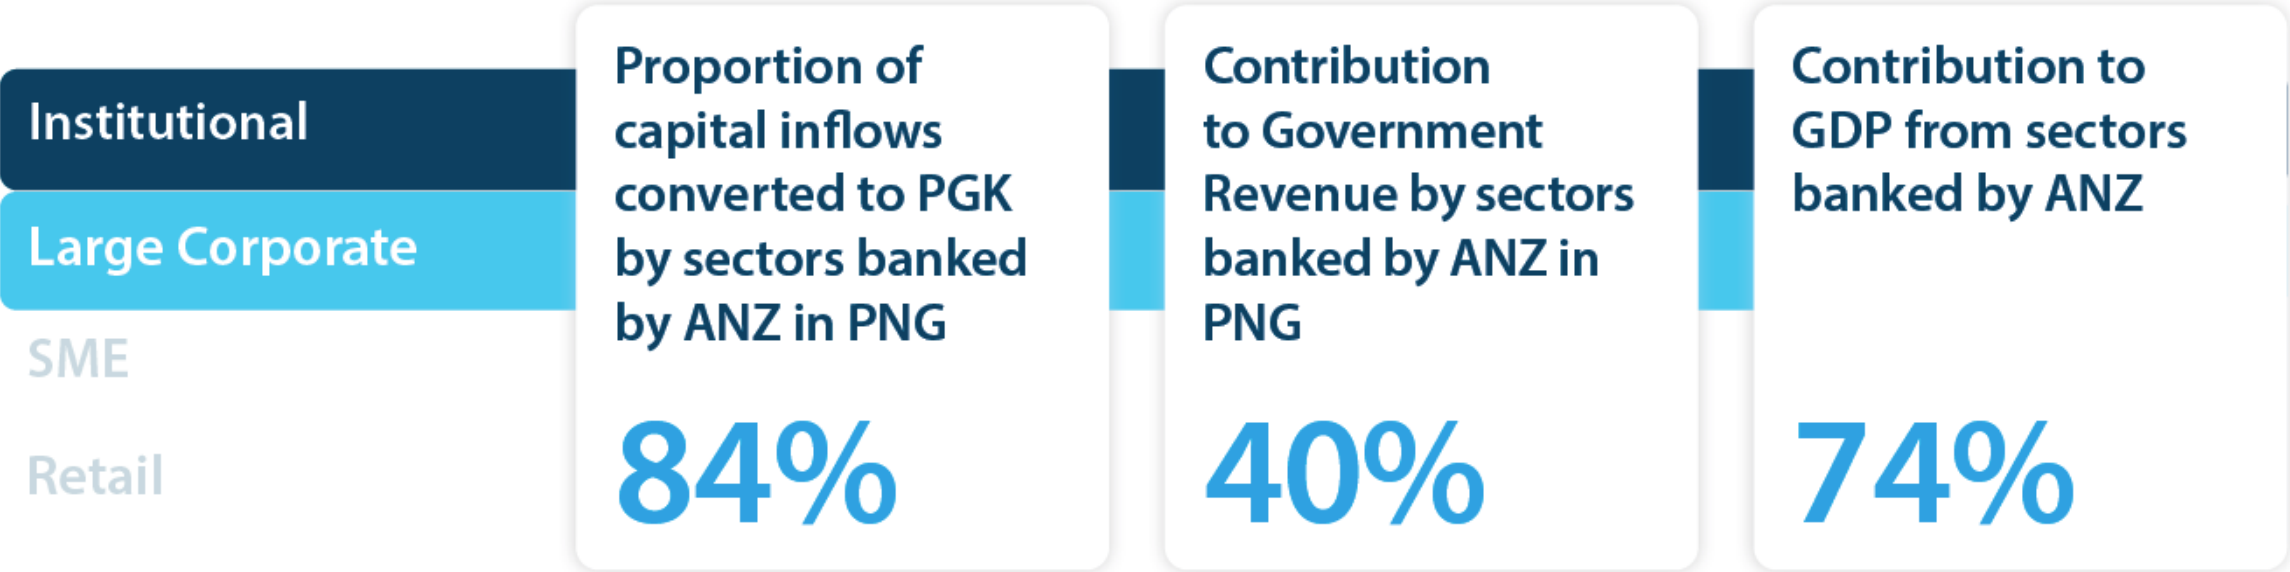 Institutional
Large Corporate
SME
Retail
Proportion of
capital inflows
converted to PGK
by sectors banked
by ANZ in PNG
84%
Contribution
to Government
Revenue by sectors
banked by ANZ in
PNG
40%
Contribution to
GDP from sectors
banked by ANZ
74%